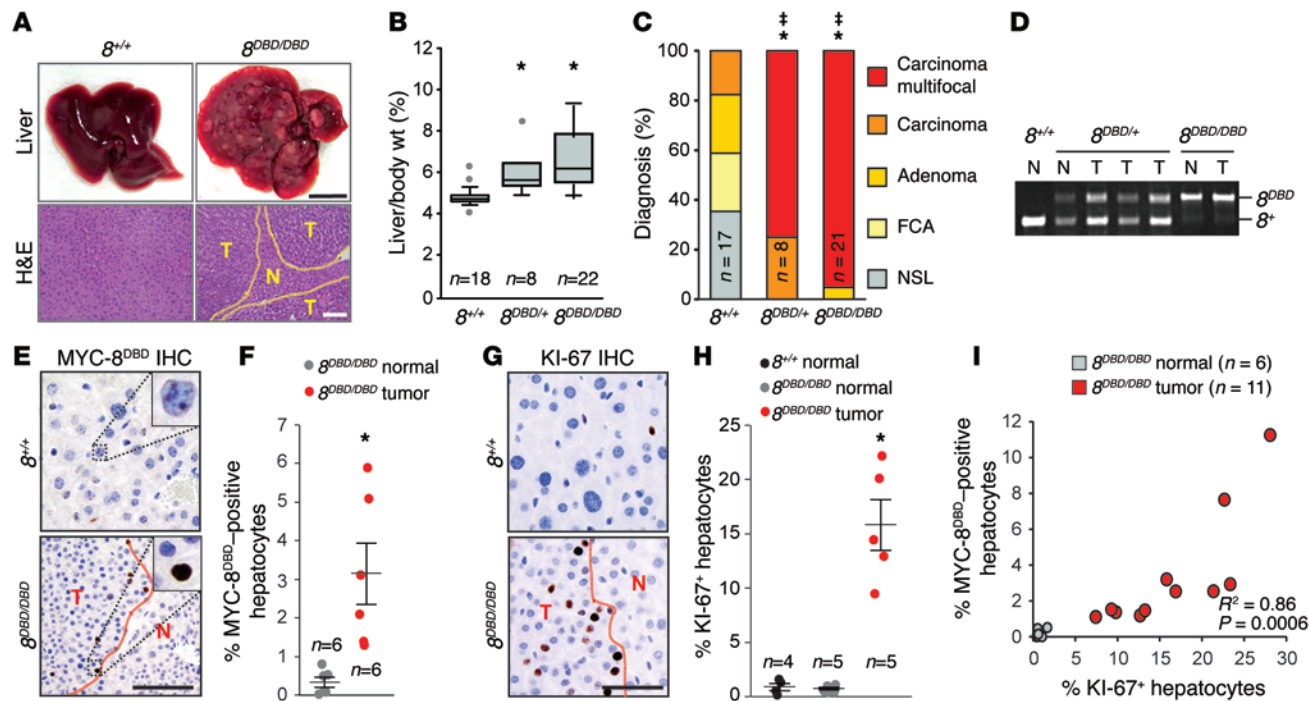 A
8+/+
8DBD/DBD
Liver
H&E
T
T
N
T
B
Liver/body wt (%)
12
10
8
6
4
2
0
*
*
n=18
n=8
n=22
8+/+
8DBD/+
8DBD/DBD
C
Diagnosis (%)
100
80
60
40
20
0
‡
*
‡
*
n = 17
n = 8
n = 21
8+/+
8DBD/+
8DBD/DBD
Carcinoma
multifocal
Carcinoma
Adenoma
FCA
NSL
D
8+/+
8DBD/+
8DBD/DBD
N N T T T N T
8DBD
8+
E
MYC-8DBD IHC
8+/+
8DBD/DBD
T
N
F
8DBD/DBD normal
8DBD/DBD tumor
% MYC-8DBD–positive
hepatocytes
7
6
5
4
3
2
1
0
*
n=6
n=6
G
KI-67 IHC
8+/+
8DBD/DBD
T
N
H
8+/+ normal
8DBD/DBD normal
8DBD/DBD tumor
% KI-67+ hepatocytes
25
20
15
10
5
0
*
n=4
n=5
n=5
I
8DBD/DBD normal (n = 6)
8DBD/DBD tumor (n = 11)
% MYC-8DBD–positive
hepatocytes
12
10
8
6
4
2
0
R2 = 0.86
P = 0.0006
0 5 10 15 20 25 30
% KI-67+ hepatocytes